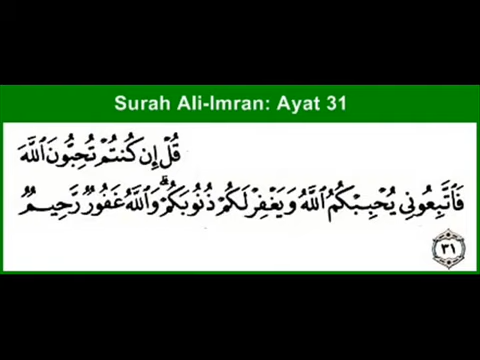 Surah Ali-Imran: Ayat 31
قُلْ إِن كُنتُمْ تُحِبُّونَ ٱللَّهَ
فَٱتَّبِعُونِي يُحْبِبْكُمُ ٱللَّهُ وَيَغْفِرْ لَكُمْ ذُنُوبَكُمْ ۗ وَٱللَّهُ غَفُورٌ رَّحِيمٌ
٣١